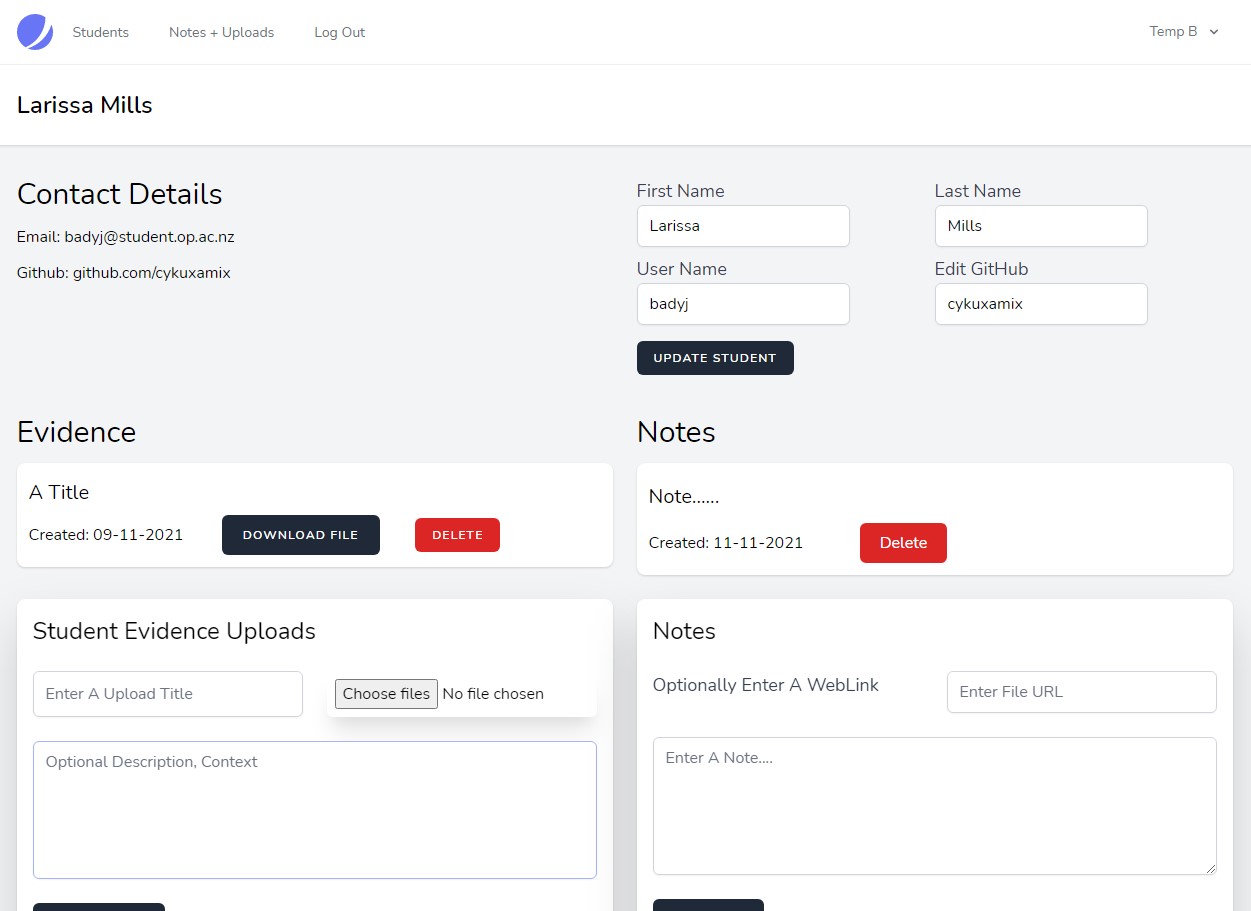 Students Notes + Uploads Log Out Temp B
Larissa Mills
Contact Details
Email: badyj@student.op.ac.nz
Github: github.com/cykuxamix
First Name Last Name
Larissa Mills
User Name Edit GitHub
badyj cykuxamix
UPDATE STUDENT
Evidence
A Title
Created: 09-11-2021 DOWNLOAD FILE DELETE
Notes
Note......
Created: 11-11-2021 Delete
Student Evidence Uploads
Enter A Upload Title Choose files No file chosen
Optional Description, Context
Notes
Optionally Enter A WebLink Enter File URL
Enter A Note....